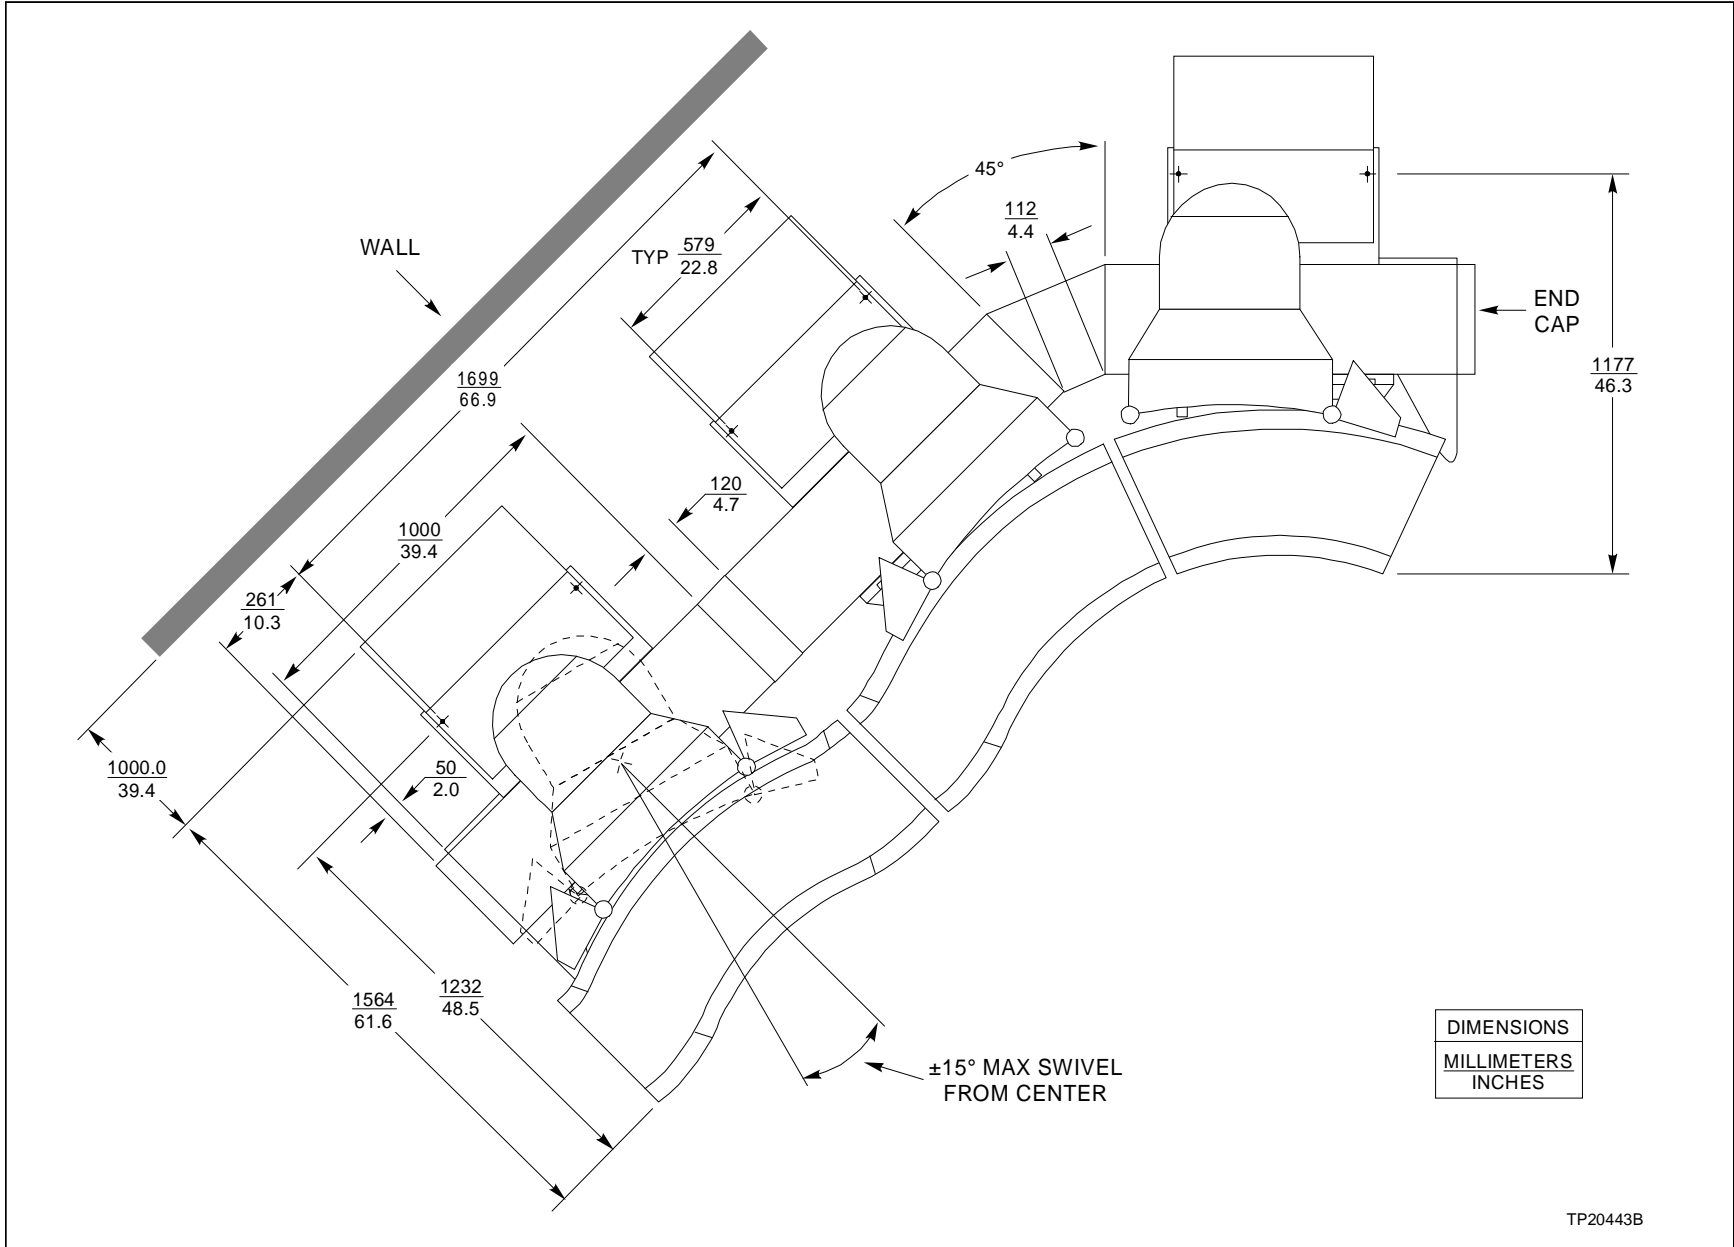 WALL
45°
112
4.4
TYP 579
22.8
END
CAP
1177
46.3
1699
66.9
120
4.7
1000
39.4
261
10.3
1000.0
39.4
50
2.0
1564
61.6
1232
48.5
±15° MAX SWIVEL
FROM CENTER
DIMENSIONS
MILLIMETERS
INCHES
TP20443B